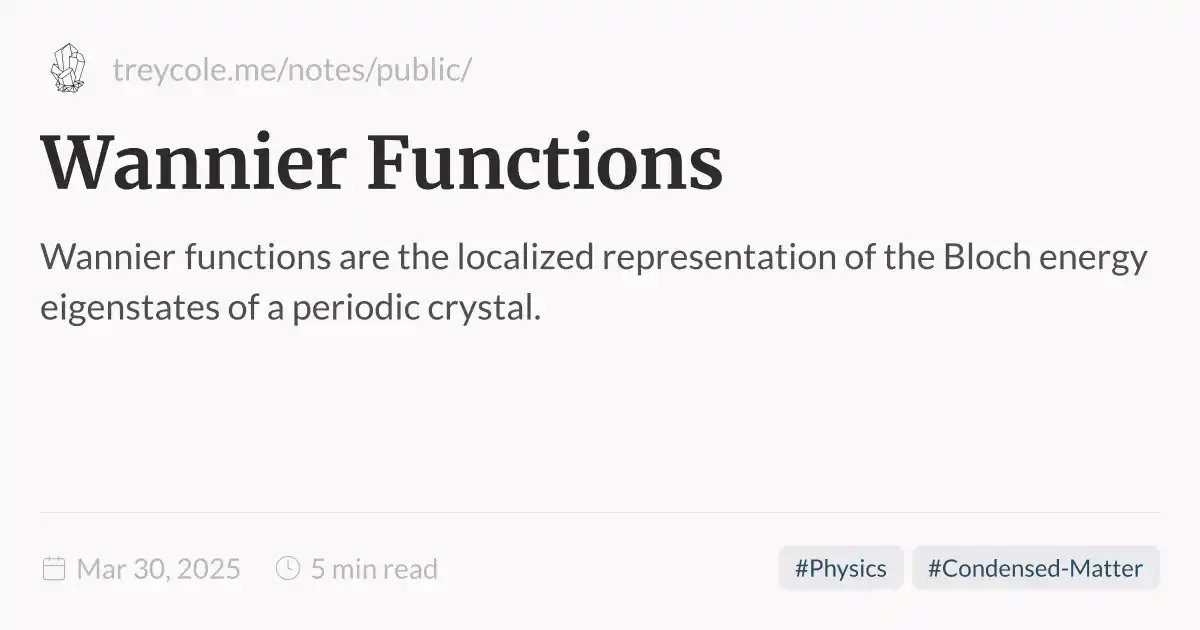 treycole.me/notes/public/
Wannier Functions
Wannier functions are the localized representation of the Bloch energy
eigenstates of a periodic crystal.
Mar 30, 2025 5 min read #Physics #Condensed-Matter